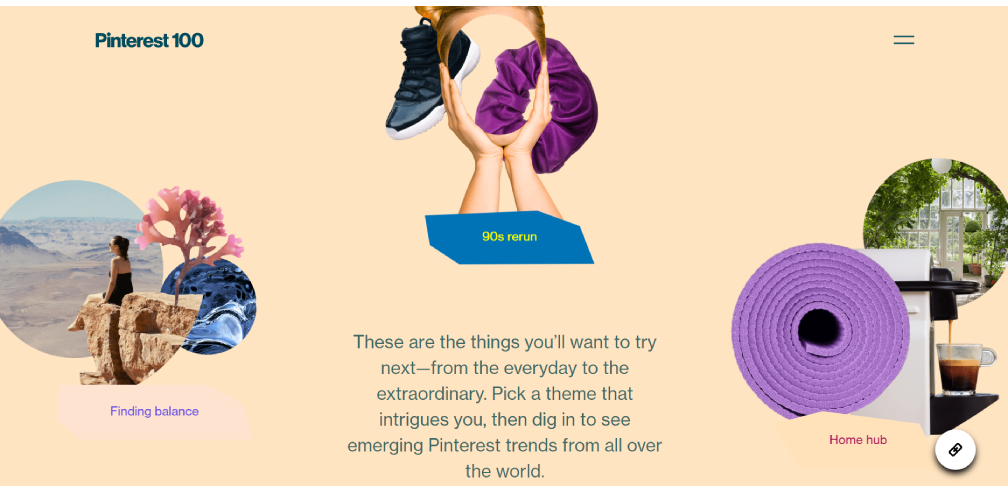 Pinterest 100
90s rerun
These are the things you’ll want to try
next—from the everyday to the
extraordinary. Pick a theme that
intrigues you, then dig in to see
emerging Pinterest trends from all over
the world.
Finding balance
Home hub